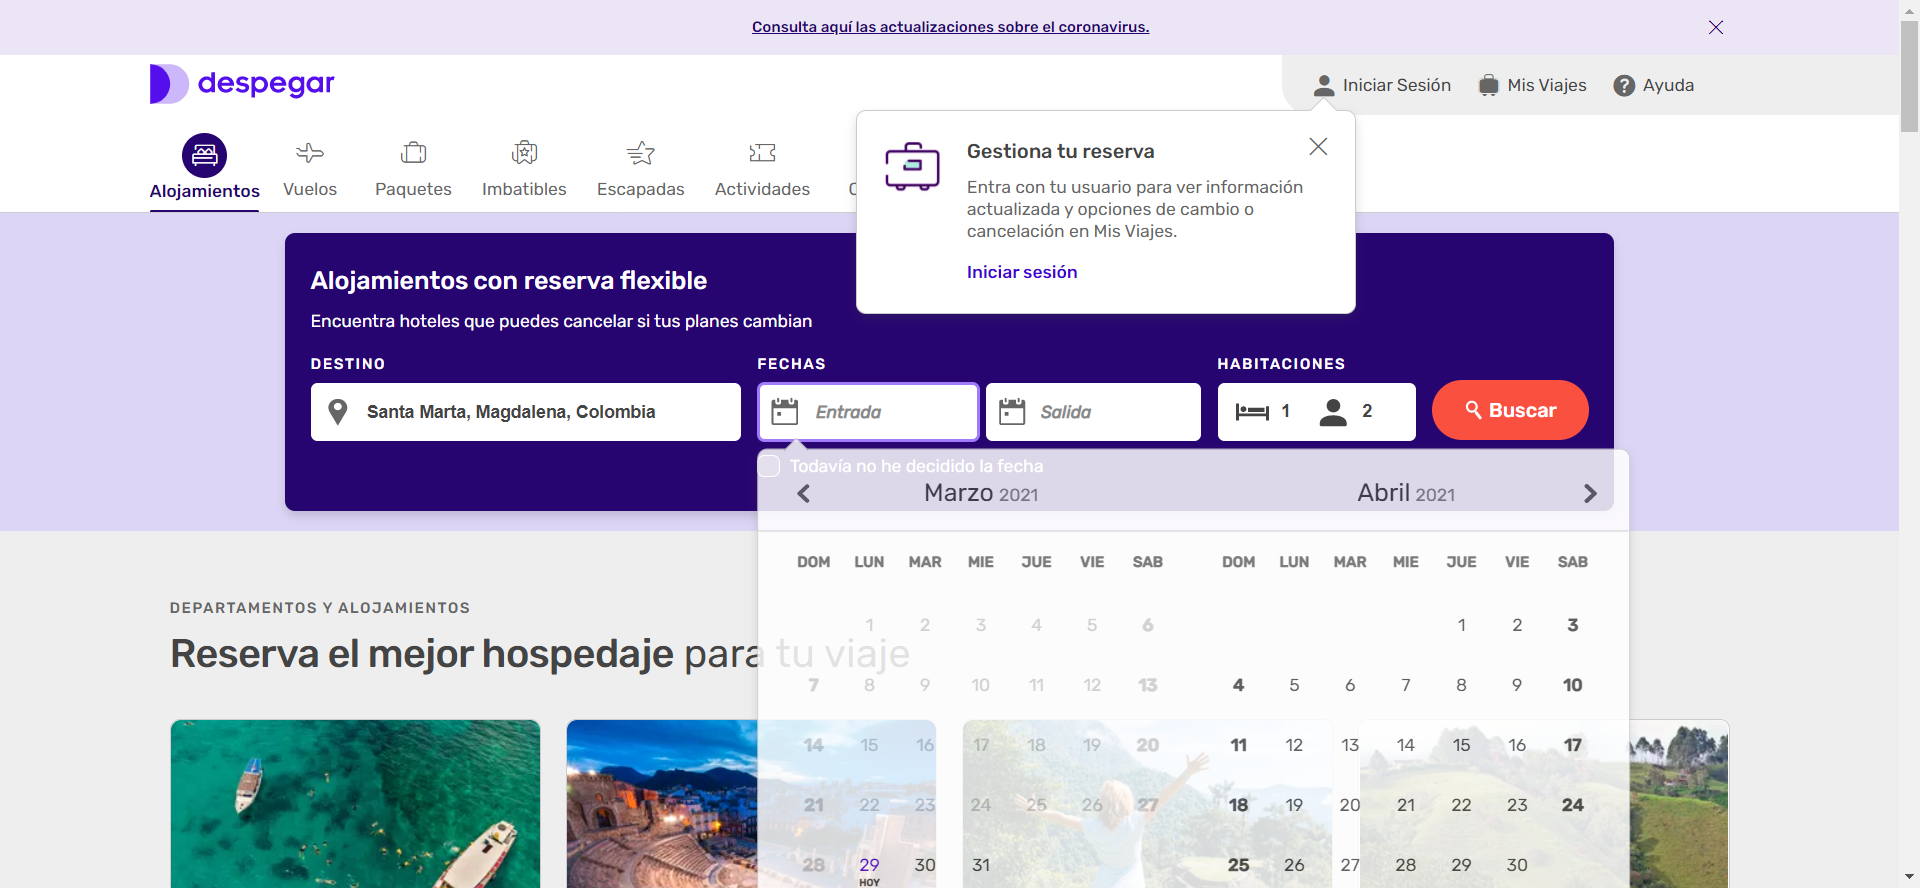 Consulta aquí las actualizaciones sobre el coronavirus.
despegar
Iniciar Sesión
Mis Viajes
? Ayuda
Alojamientos
Vuelos
Paquetes
Imbatibles
Escapadas
Actividades
Gestiona tu reserva
Entra con tu usuario para ver información
actualizada y opciones de cambio o
cancelación en Mis Viajes.
Iniciar sesión
Alojamientos con reserva flexible
Encuentra hoteles que puedes cancelar si tus planes cambian
DESTINO
FECHAS
HABITACIONES
Santa Marta, Magdalena, Colombia
Entrada
Salida
1
2
Buscar
Todavía no he decidido la fecha
Marzo 2021
Abril 2021
DOM LUN MAR MIE JUE VIE SAB
1 2 3 4 5 6
7 8 9 10 11 12 13
14 15 16 17 18 19 20
21 22 23 24 25 26 27
28 29 30 31
HOY
DOM LUN MAR MIE JUE VIE SAB
1 2 3
4 5 6 7 8 9 10
11 12 13 14 15 16 17
18 19 20 21 22 23 24
25 26 27 28 29 30
DEPARTAMENTOS Y ALOJAMIENTOS
Reserva el mejor hospedaje para tu viaje